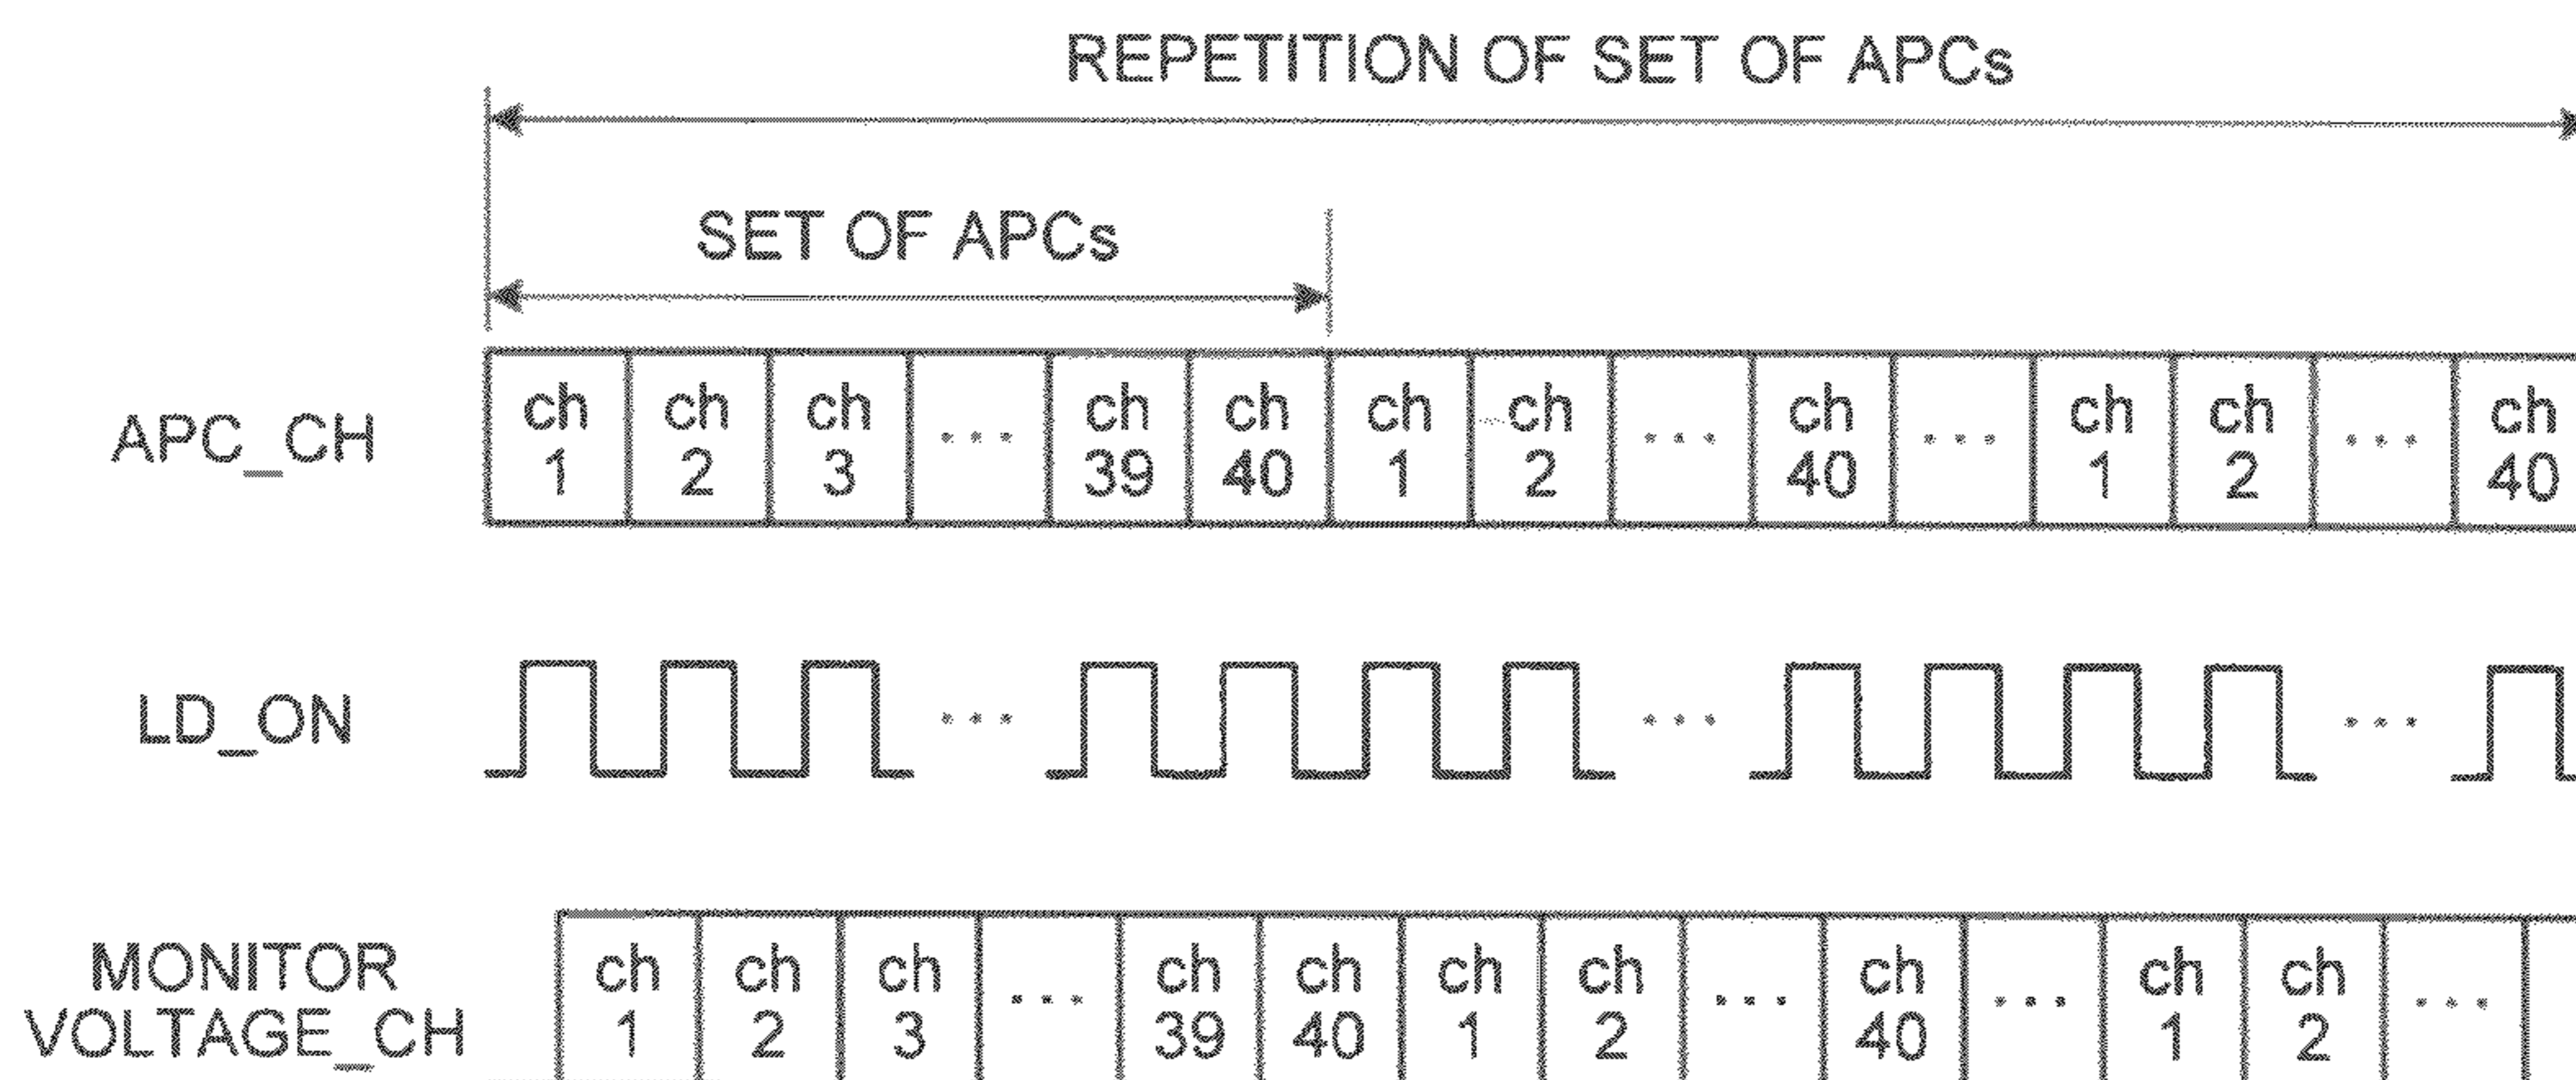 REPETITION OF SET OF APCs
SET OF APCs
APC_CH
ch 1 ch 2 ch 3 ... ch 39 ch 40 ch 1 ch 2 ... ch 40 ... ch 1 ch 2 ... ch 40
LD_ON ... ... ...
MONITOR
VOLTAGE_CH
ch 1 ch 2 ch 3 ... ch 39 ch 40 ch 1 ch 2 ... ch 40 ... ch 1 ch 2 ...